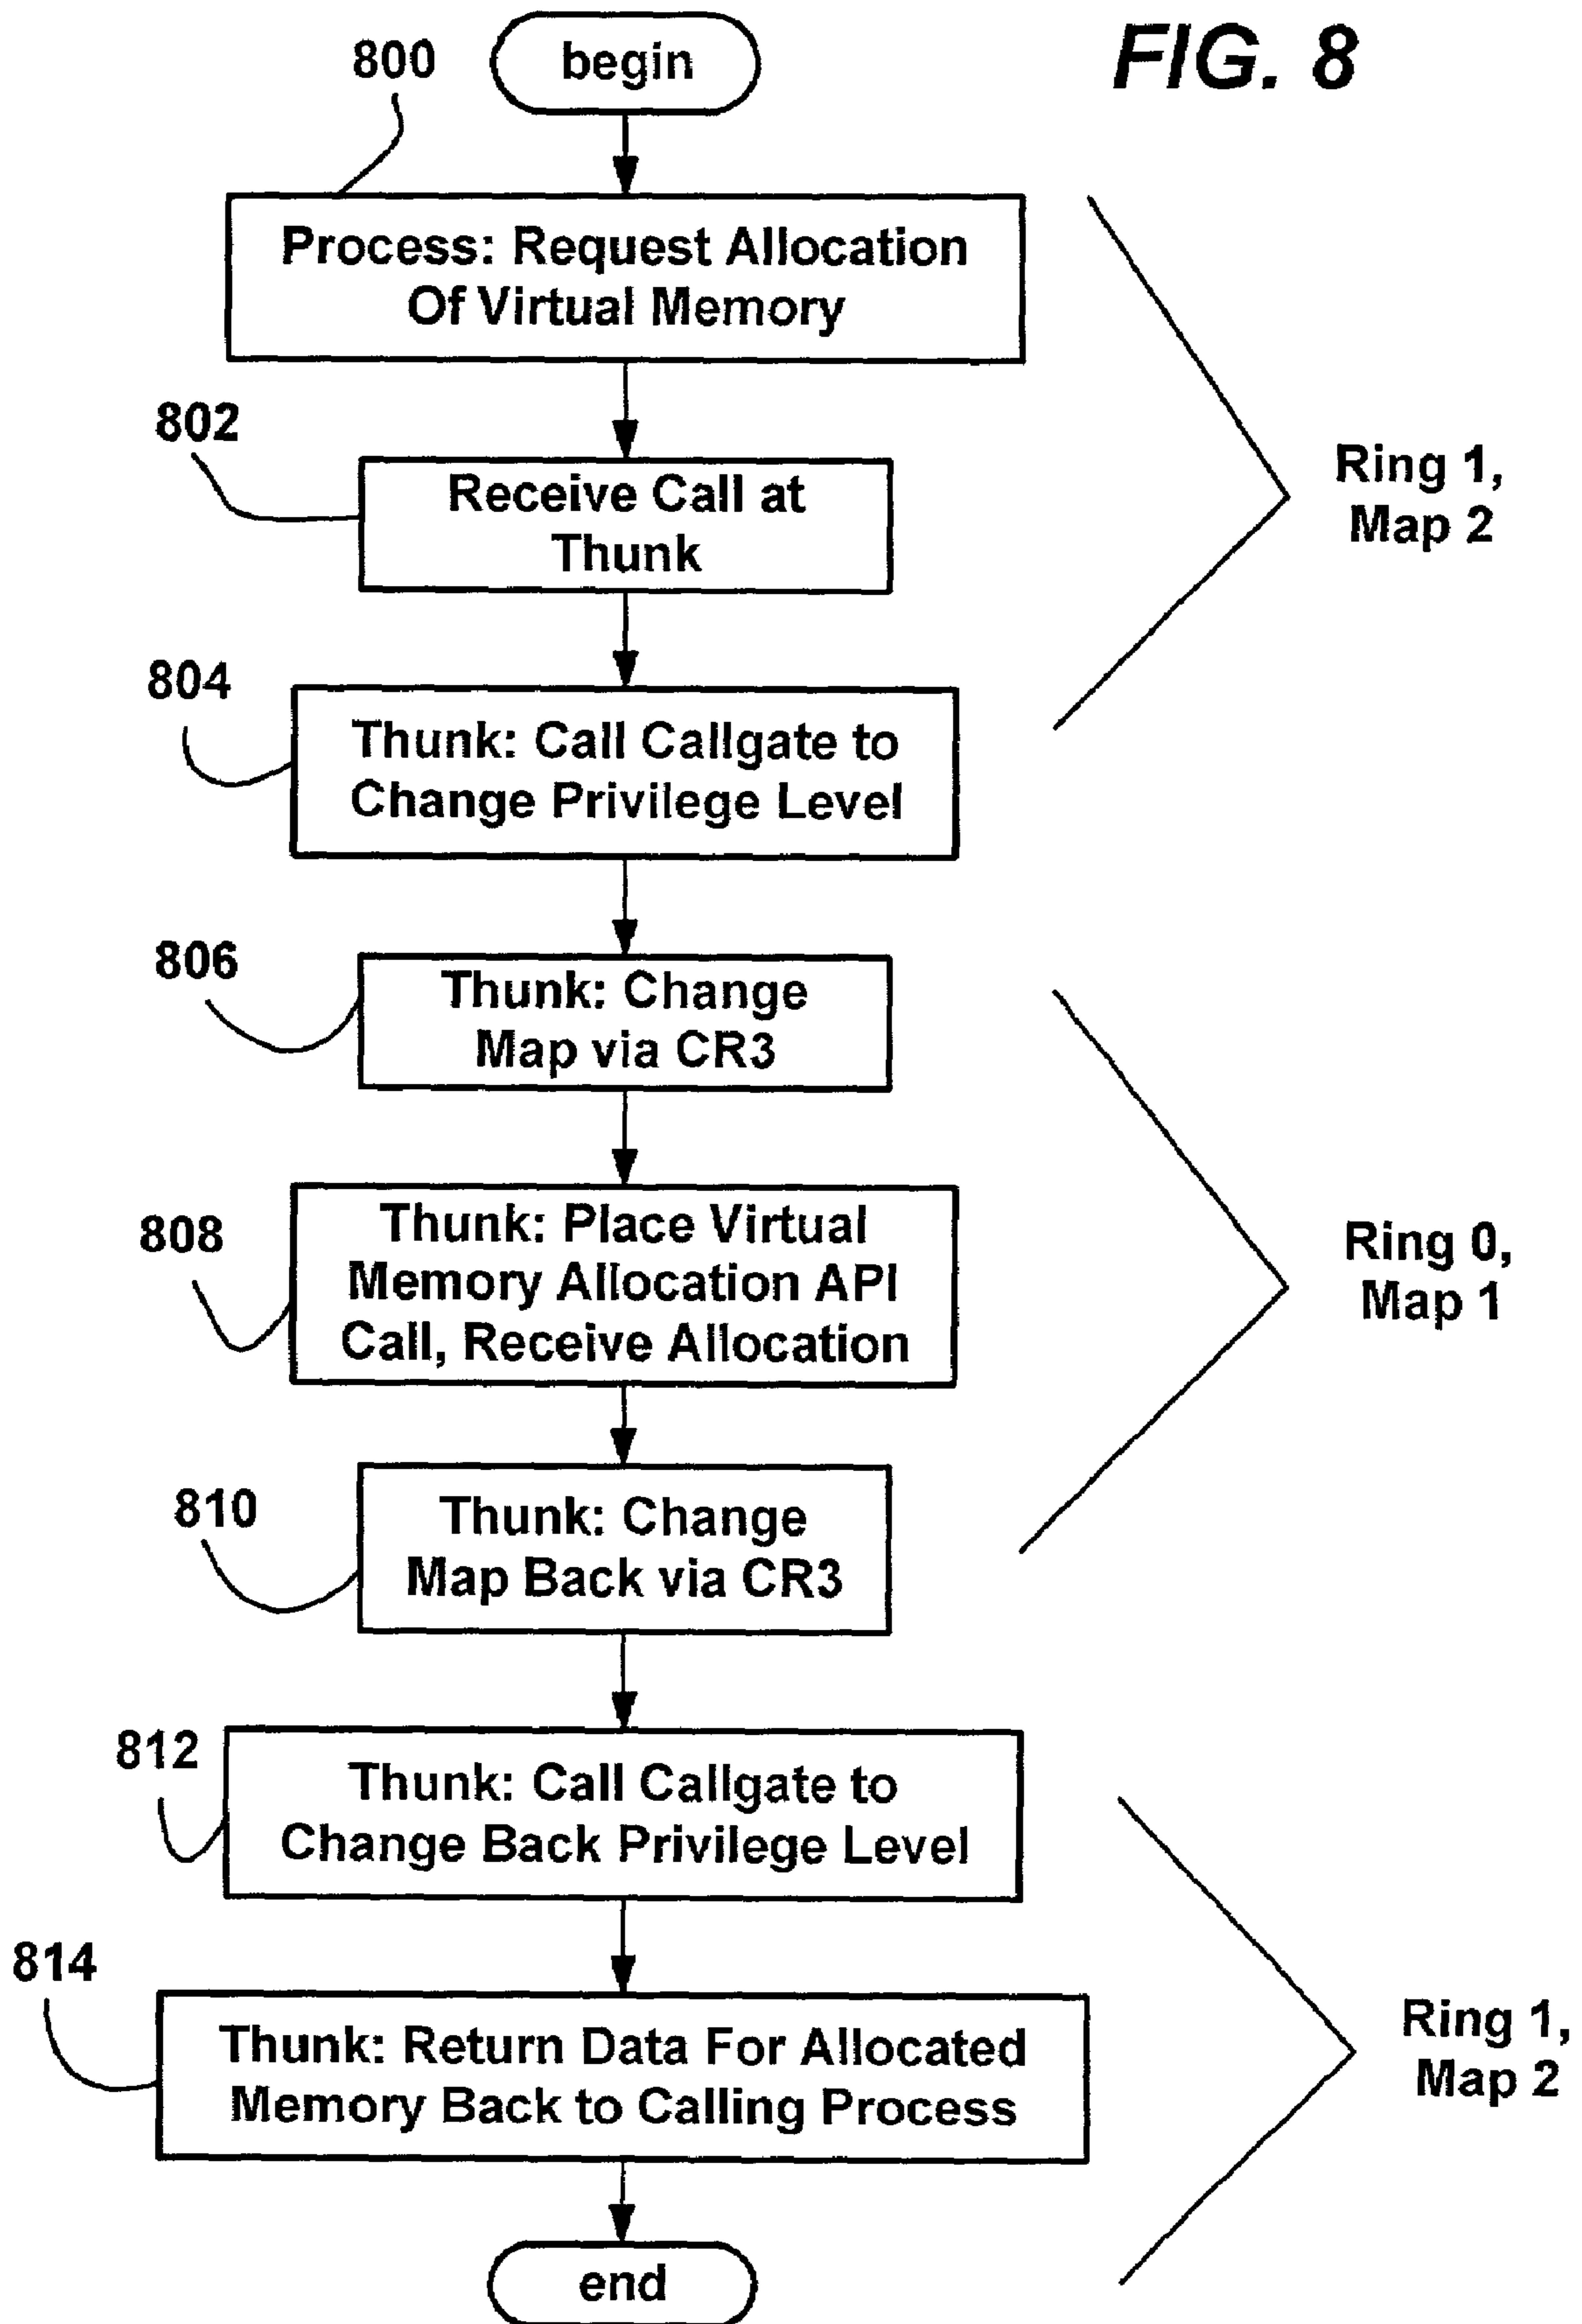 FIG. 8
begin
800
Process: Request Allocation
Of Virtual Memory
802
Receive Call at
Thunk
Ring 1,
Map 2
804
Thunk: Call Callgate to
Change Privilege Level
806
Thunk: Change
Map via CR3
808
Thunk: Place Virtual
Memory Allocation API
Call, Receive Allocation
Ring 0,
Map 1
810
Thunk: Change
Map Back via CR3
812
Thunk: Call Callgate to
Change Back Privilege Level
814
Thunk: Return Data For Allocated
Memory Back to Calling Process
Ring 1,
Map 2
end